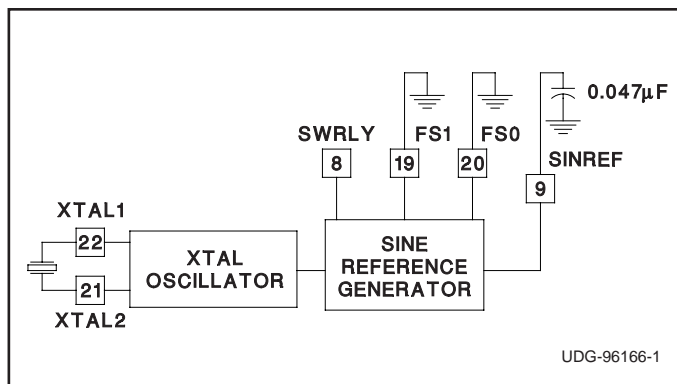 0.047µF
SWRLY FS1 FS0
SINREF
8 19 20
9
XTAL1
22
XTAL
OSCILLATOR
SINE
REFERENCE
GENERATOR
21
XTAL2
UDG-96166-1